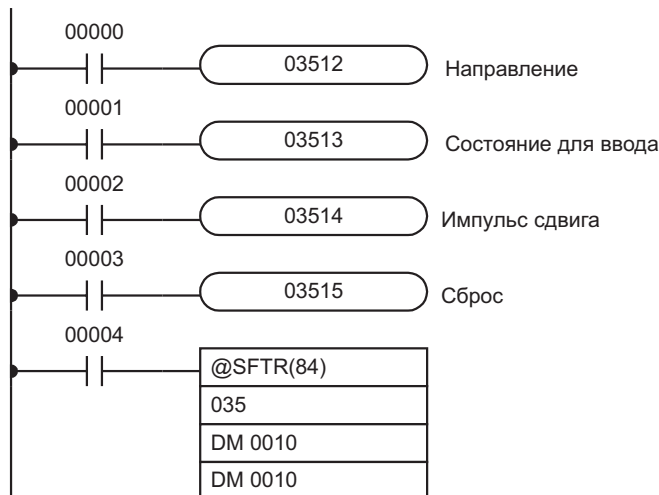 00000
03512 Направление
00001
03513 Состояние для ввода
00002
03514 Импульс сдвига
00003
03515 Сброс
00004
@SFTR(84)
035
DM 0010
DM 0010